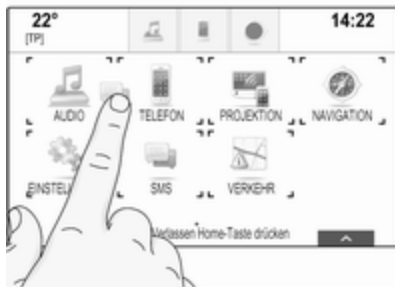 22° 14:22
[TP]
AUDIO TELEFON PROJEKTION NAVIGATION
SMS VERKEHR
Verlassen Home-Taste drücken